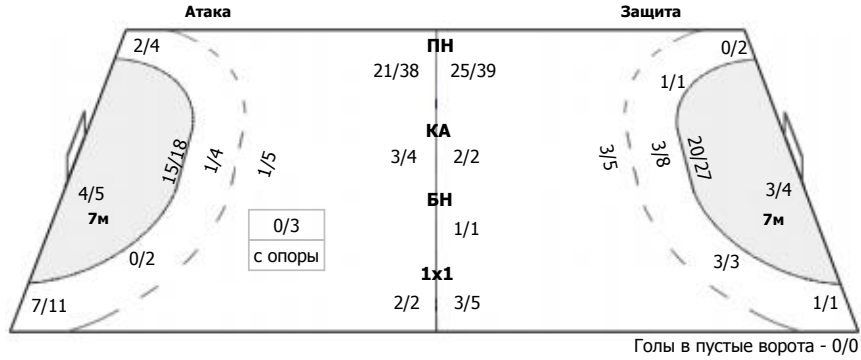 Атака Защита
2/4 ПН 0/2
21/38 25/39
1/1
КА
15/18 1/4 1/5 3/4 2/2 3/5 3/8 20/27
4/5 3/4
7м БН 7м
0/3 1/1
с опоры
0/2 3/3
1x1
7/11 2/2 3/5 1/1
Голы в пустые ворота - 0/0